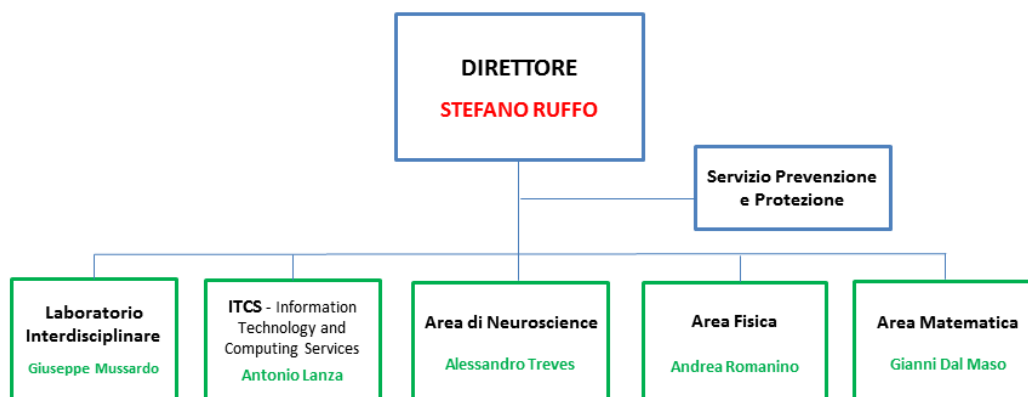 DIRETTORE
STEFANO RUFFO
Servizio Prevenzione
e Protezione
Laboratorio
Interdisciplinare
Giuseppe Mussardo
ITCS - Information
Technology and
Computing Services
Antonio Lanza
Area di Neuroscience
Alessandro Treves
Area Fisica
Andrea Romanino
Area Matematica
Gianni Dal Maso